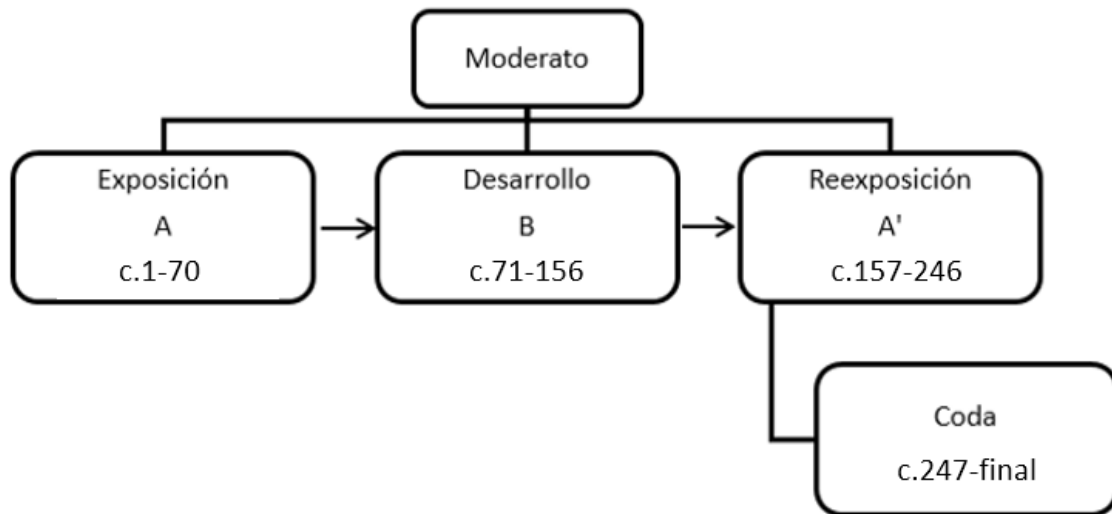 Moderato
Exposición
A
c.1-70
Desarrollo
B
c.71-156
Reexposición
A'
c.157-246
Coda
c.247-final